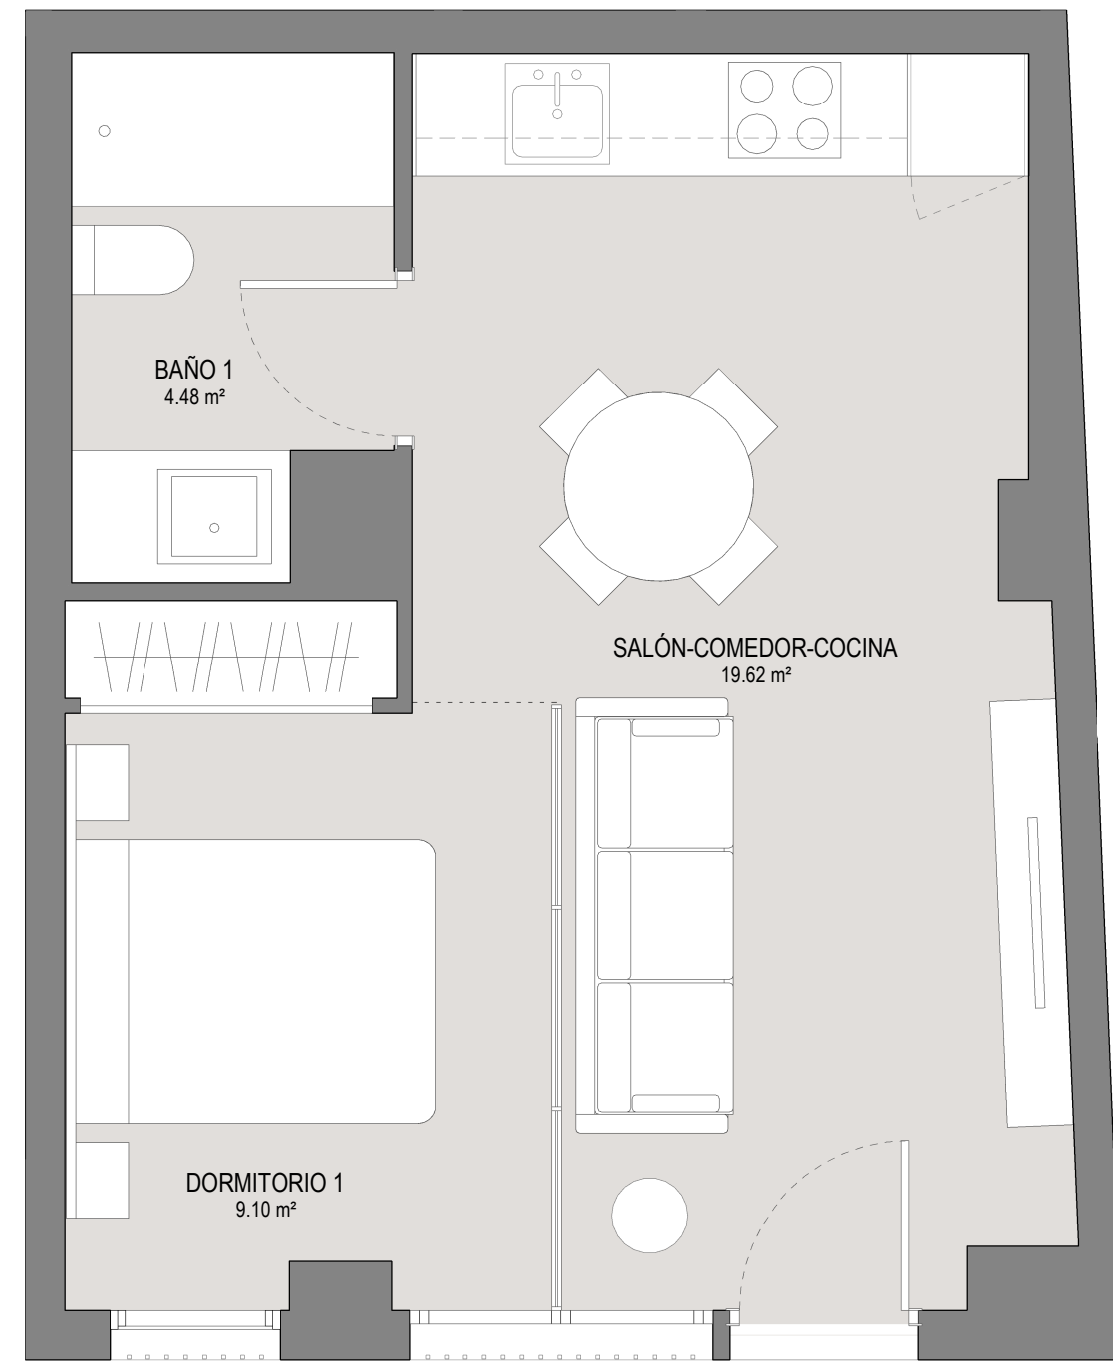 BAÑO 1
4.48 m²
SALÓN-COMEDOR-COCINA
19.62 m²
DORMITORIO 1
9.10 m²